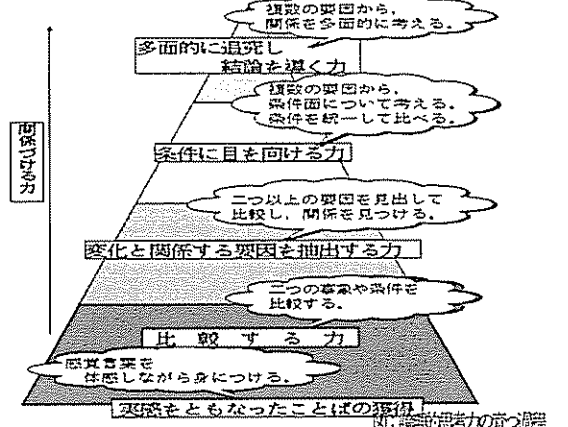 複数の要因から，
関係を多面的に考える。
多面的に追究し
結論を導く力
複数の要因から，
条件面について考える。
条件を統一して比べる。
関係づける力
条件に目を向ける力
二つ以上の要因を見出して
比較し，関係を見つける。
変化と関係する要因を抽出する力
二つの事象や条件を
比較する。
比較する力
感覚言葉を
体感しながら身につける。
実感をともなったことばの獲得
思考力の育つ